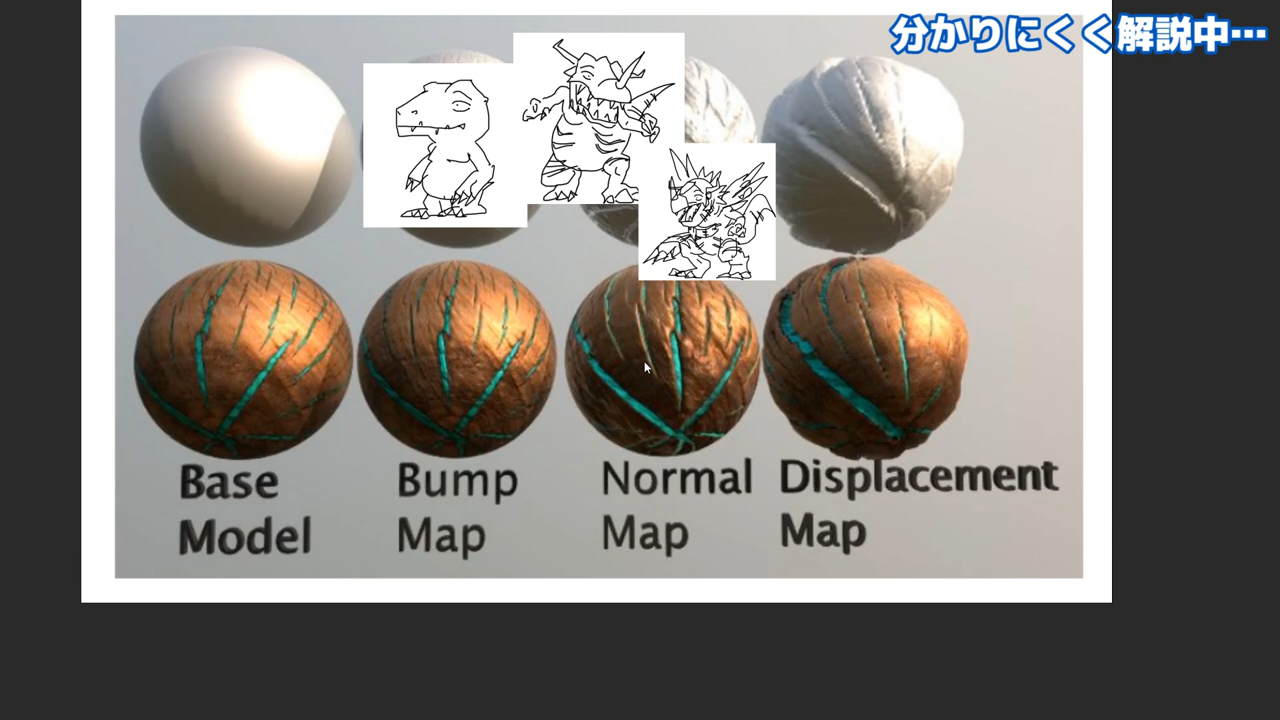 分かりにくく解説中…
Base
Model
Bump
Map
Normal
Map
Displacement
Map